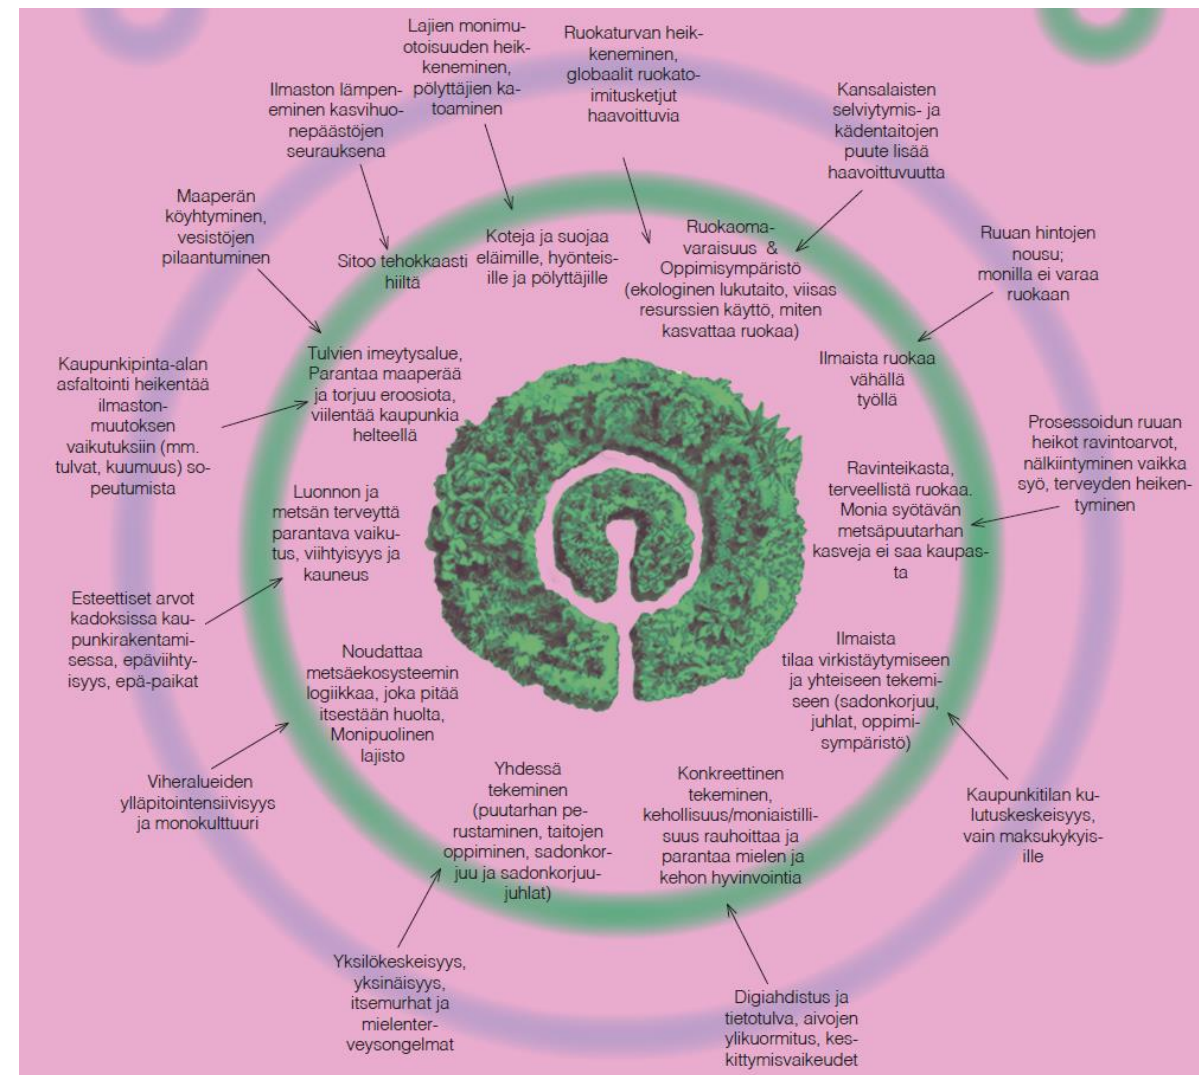 Lajien monimu-
otoisuuden heik-
keneminen,
pölyttäjien ka-
toaminen
Ruokaturvan heik-
keneminen,
globaalit ruokato-
imitusketjut
haavoittuvia
Ilmaston lämpen-
eminen kasvihuo-
nepäästöjen
seurauksena
Kansalaisten
selviytymis- ja
kädentaitojen
puute lisää
haavoittuvuutta
Maaperän
köyhtyminen,
vesistöjen
pilaantuminen
Ruuan hintojen
nousu;
monilla ei varaa
ruokaan
Sitoo tehokkaasti
hiiltä
Koteja ja suojaa
eläimille, hyönteis-
ille ja pölyttäjille
Ruokaoma-
varaisuus &
Oppimisympäristö
(ekologinen lukutaito, viisas
resurssien käyttö, miten
kasvattaa ruokaa)
Kaupunkipinta-alan
asfaltointi heikentää
ilmaston-
muutoksen
vaikutuksiin (mm.
tulvat, kuumuus) so-
peutumista
Tulvien imeytysalue,
Parantaa maaperää
ja torjuu eroosiota,
viilentää kaupunkia
helteellä
Ilmaista ruokaa
vähällä
työllä
Prosessoidun ruuan
heikot ravintoarvot,
nälkiintyminen vaikka
syö, terveyden heiken-
tyminen
Luonnon ja
metsän terveyttä
parantava vaiku-
tus, viihtyisyys ja
kauneus
Ravinteikasta,
terveellistä ruokaa.
Monia syötävän
metsäpuutarhan
kasveja ei saa kaupas-
ta
Esteettiset arvot
kadoksissa kau-
punkirakentami-
sessa, epäviihty-
isyys, epä-paikat
Noudattaa
metsäekosysteemin
logiikkaa, joka pitää
itsestään huolta,
Monipuolinen
lajisto
Ilmaista
tilaa virkistäytymiseen
ja yhteiseen tekemi-
seen (sadonkorjuu,
juhlat, oppimi-
sympäristö)
Viheralueiden
ylläpitointensiivisyys
ja monokulttuuri
Yhdessä
tekeminen
(puutarhan pe-
rustaminen, taitojen
oppiminen, sadonkor-
juu ja sadonkorjuu-
juhlat)
Konkreettinen
tekeminen,
kehollisuus/moniaistilli-
suus rauhoittaa ja
parantaa mielen ja
kehon hyvinvointia
Kaupunkitilan ku-
lutuskeskeisyys,
vain maksukykyis-
ille
Yksilökeskeisyys,
yksinäisyys,
itsemurhat ja
mielenter-
veysongelmat
Digiahdistus ja
tietotulva, aivojen
ylikuormitus, kes-
kittymisvaikeudet